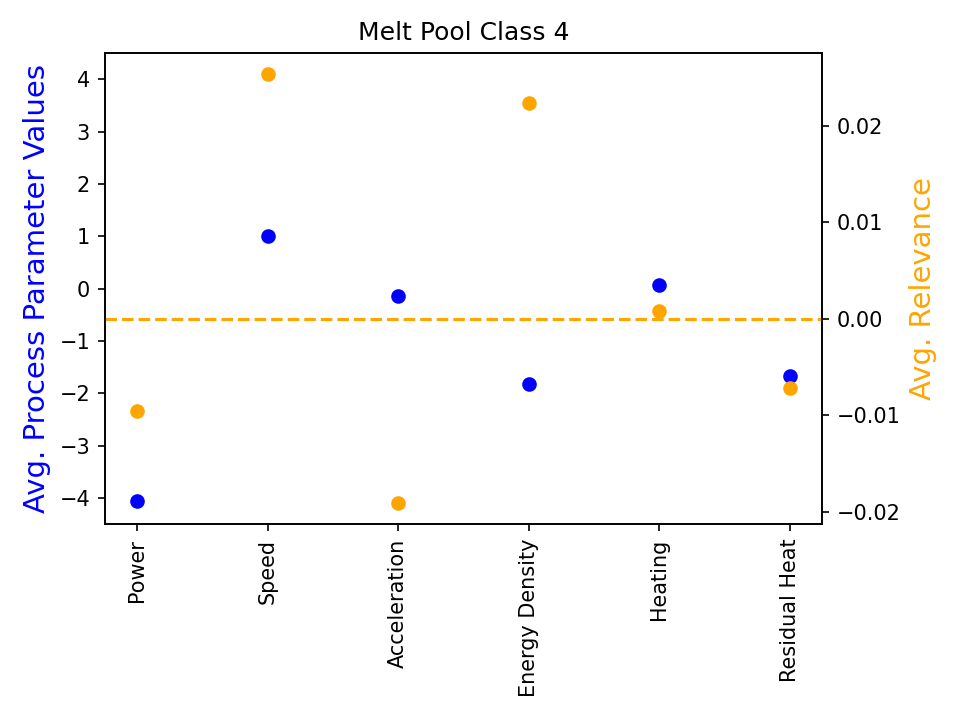 Melt Pool Class 4
Avg. Process Parameter Values
4
3
2
1
0
−1
−2
−3
−4
0.02
0.01
0.00
−0.01
−0.02
Avg. Relevance
Power
Speed
Acceleration
Energy Density
Heating
Residual Heat